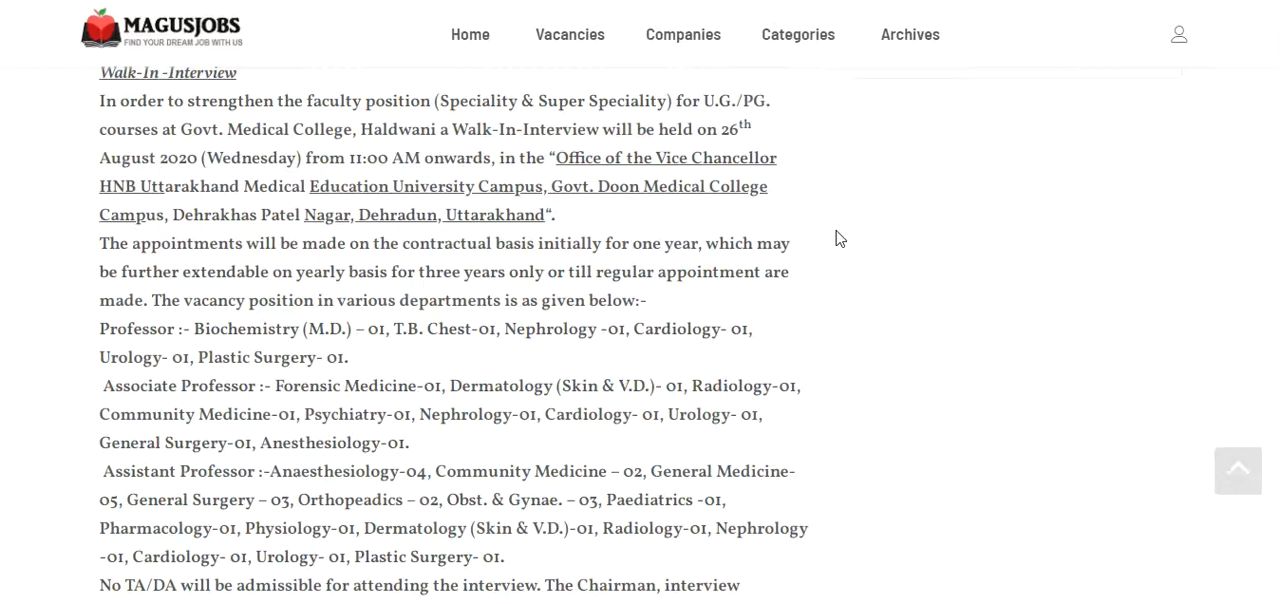 MAGUSJOBS
FIND YOUR DREAM JOB WITH US
Home Vacancies Companies Categories Archives
Walk-In -Interview
In order to strengthen the faculty position (Speciality & Super Speciality) for U.G./PG.
courses at Govt. Medical College, Haldwani a Walk-In-Interview will be held on 26th
August 2020 (Wednesday) from 11:00 AM onwards, in the “Office of the Vice Chancellor
HNB Uttarakhand Medical Education University Campus, Govt. Doon Medical College
Campus, Dehrakhas Patel Nagar, Dehradun, Uttarakhand“.
The appointments will be made on the contractual basis initially for one year, which may
be further extendable on yearly basis for three years only or till regular appointment are
made. The vacancy position in various departments is as given below:-
Professor :- Biochemistry (M.D.) – 01, T.B. Chest-01, Nephrology -01, Cardiology- 01,
Urology- 01, Plastic Surgery- 01.
Associate Professor :- Forensic Medicine-01, Dermatology (Skin & V.D.)- 01, Radiology-01,
Community Medicine-01, Psychiatry-01, Nephrology-01, Cardiology- 01, Urology- 01,
General Surgery-01, Anesthesiology-01.
Assistant Professor :-Anaesthesiology-04, Community Medicine – 02, General Medicine-
05, General Surgery – 03, Orthopeadics – 02, Obst. & Gynae. – 03, Paediatrics -01,
Pharmacology-01, Physiology-01, Dermatology (Skin & V.D.)-01, Radiology-01, Nephrology
-01, Cardiology- 01, Urology- 01, Plastic Surgery- 01.
No TA/DA will be admissible for attending the interview. The Chairman, interview